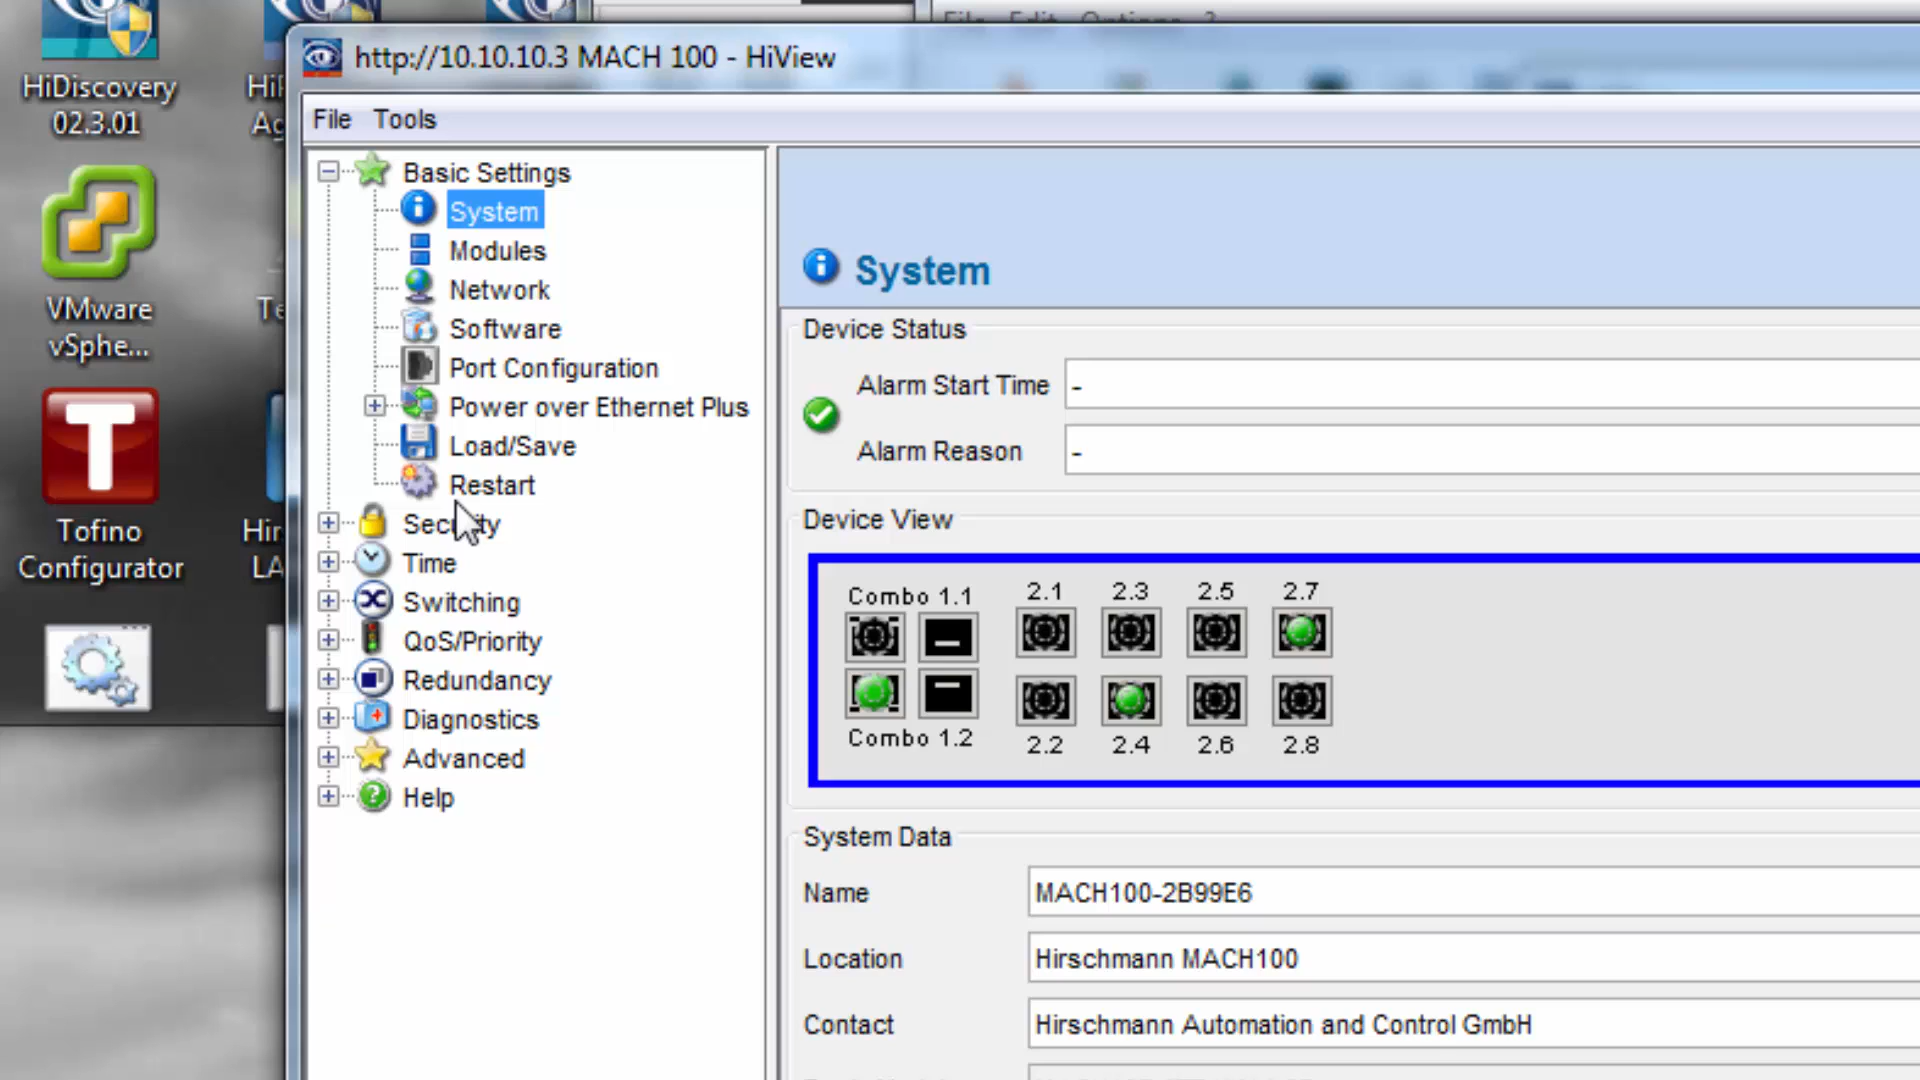 File Edit Options ?
HiDiscovery
02.3.01
VMware
vSphe...
Tofino
Configurator
http://10.10.10.3 MACH 100 - HiView
File Tools
Basic Settings
System
Modules
Network
Software
Port Configuration
Power over Ethernet Plus
Load/Save
Restart
Security
Time
Switching
QoS/Priority
Redundancy
Diagnostics
Advanced
Help
System
Device Status
Alarm Start Time -
Alarm Reason -
Device View
Combo 1.1 2.1 2.3 2.5 2.7
Combo 1.2 2.2 2.4 2.6 2.8
System Data
Name MACH100-2B99E6
Location Hirschmann MACH100
Contact Hirschmann Automation and Control GmbH